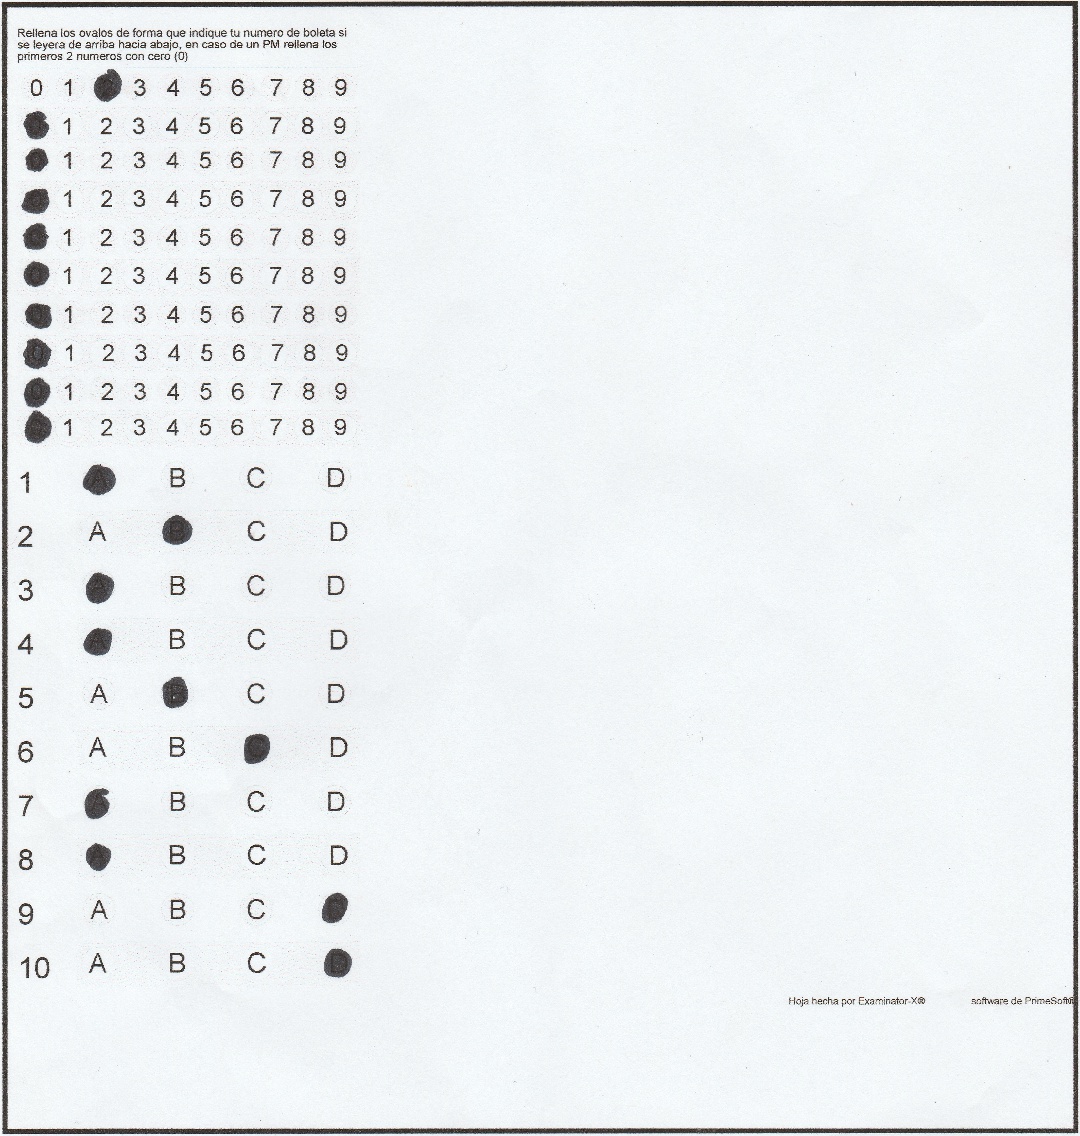 Rellena los ovalos de forma que indique tu numero de boleta si
se leyera de arriba hacia abajo, en caso de un PM rellena los
primeros 2 numeros con cero (0)
0 1 3 4 5 6 7 8 9
1 2 3 4 5 6 7 8 9
0 1 2 3 4 5 6 7 8 9
0 1 2 3 4 5 6 7 8 9
0 1 2 3 4 5 6 7 8 9
0 1 2 3 4 5 6 7 8 9
0 1 2 3 4 5 6 7 8 9
0 1 2 3 4 5 6 7 8 9
0 1 2 3 4 5 6 7 8 9
1 2 3 4 5 6 7 8 9
1 A B C D
2 A B C D
3 A B C D
4 A B C D
5 A B C D
6 A B C D
7 A B C D
8 A B C D
9 A B C
10 A B C D
Hoja hecha por Examinator-X® software de PrimeSoft®